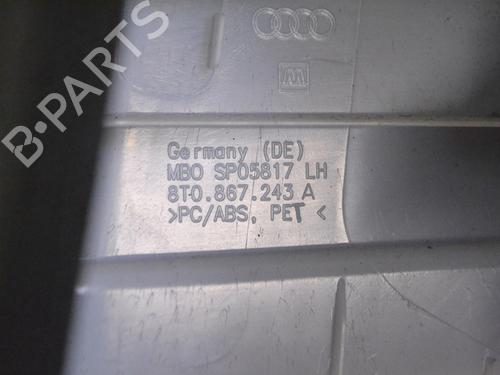 B-PARTS
Germany (DE)
MBO SP05817 LH
8T0.867.243 A
>PC/ABS, PET<